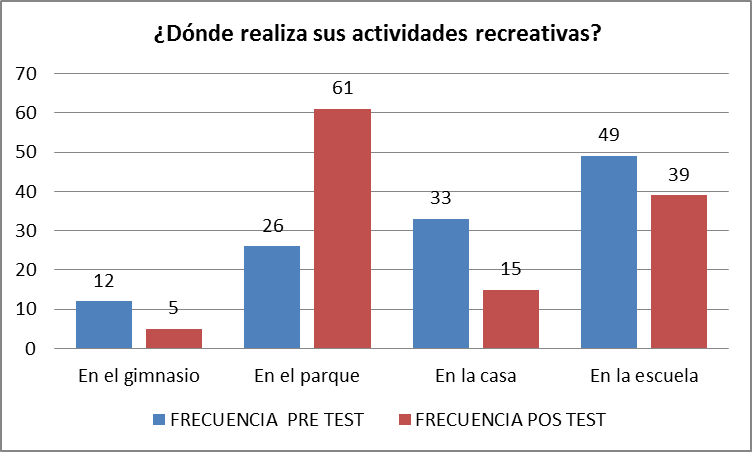 ¿Dónde realiza sus actividades recreativas?
70
60
50
40
30
20
10
0
12
5
26
61
33
15
49
39
En el gimnasio
En el parque
En la casa
En la escuela
FRECUENCIA  PRE TEST
FRECUENCIA POS TEST